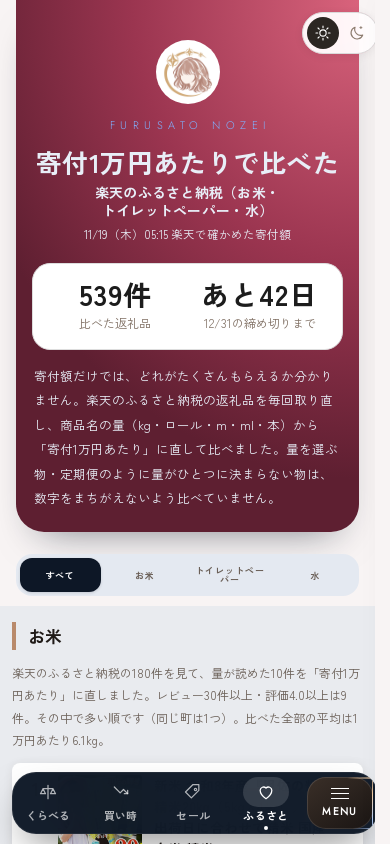 FURUSATO NOZEI
寄付1万円あたりで比べた
楽天のふるさと納税（お米・
トイレットペーパー・水）
11/19（木）05:15 楽天で確かめた寄付額
539件
比べた返礼品
あと42日
12/31の締め切りまで
寄付額だけでは、どれがたくさんもらえるか分かり
ません。楽天のふるさと納税の返礼品を毎回取り直
し、商品名の量（kg・ロール・m・ml・本）から
「寄付1万円あたり」に直して比べました。量を選ぶ
物・定期便のように量がひとつに決まらない物は、
数字をまちがえないよう比べていません。
すべて
お米
トイレットペー
パー
水
お米
楽天のふるさと納税の180件を見て、量が読めた10件を「寄付1万
円あたり」に直しました。レビュー30件以上・評価4.0以上は9
件。その中で多い順です（同じ町は1つ）。比べた全部の平均は1
万円あたり6.1kg。
くらべる
買い時
セール
ふるさと
MENU